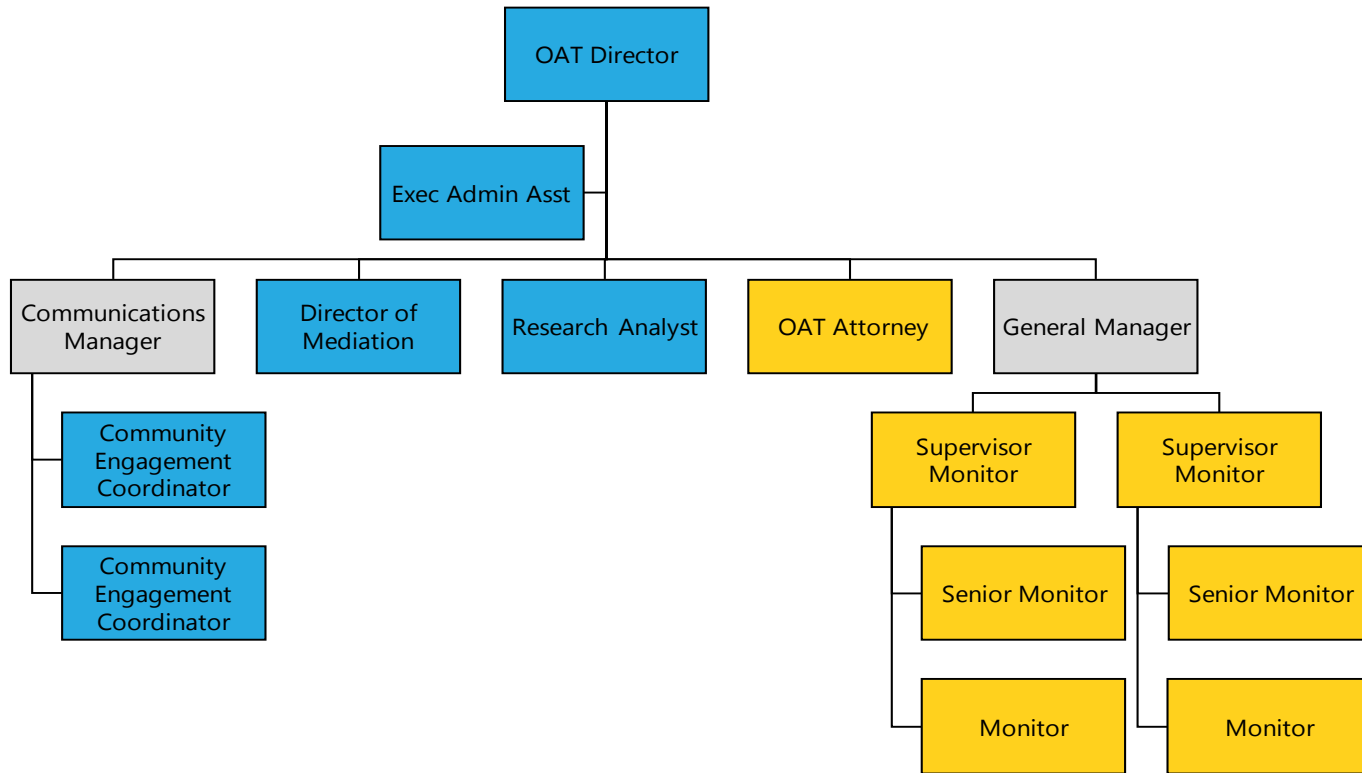 OAT Director
Exec Admin Asst
Communications
Manager
Director of
Mediation
Research Analyst
OAT Attorney
General Manager
Community
Engagement
Coordinator
Community
Engagement
Coordinator
Supervisor
Monitor
Supervisor
Monitor
Senior Monitor
Senior Monitor
Monitor
Monitor